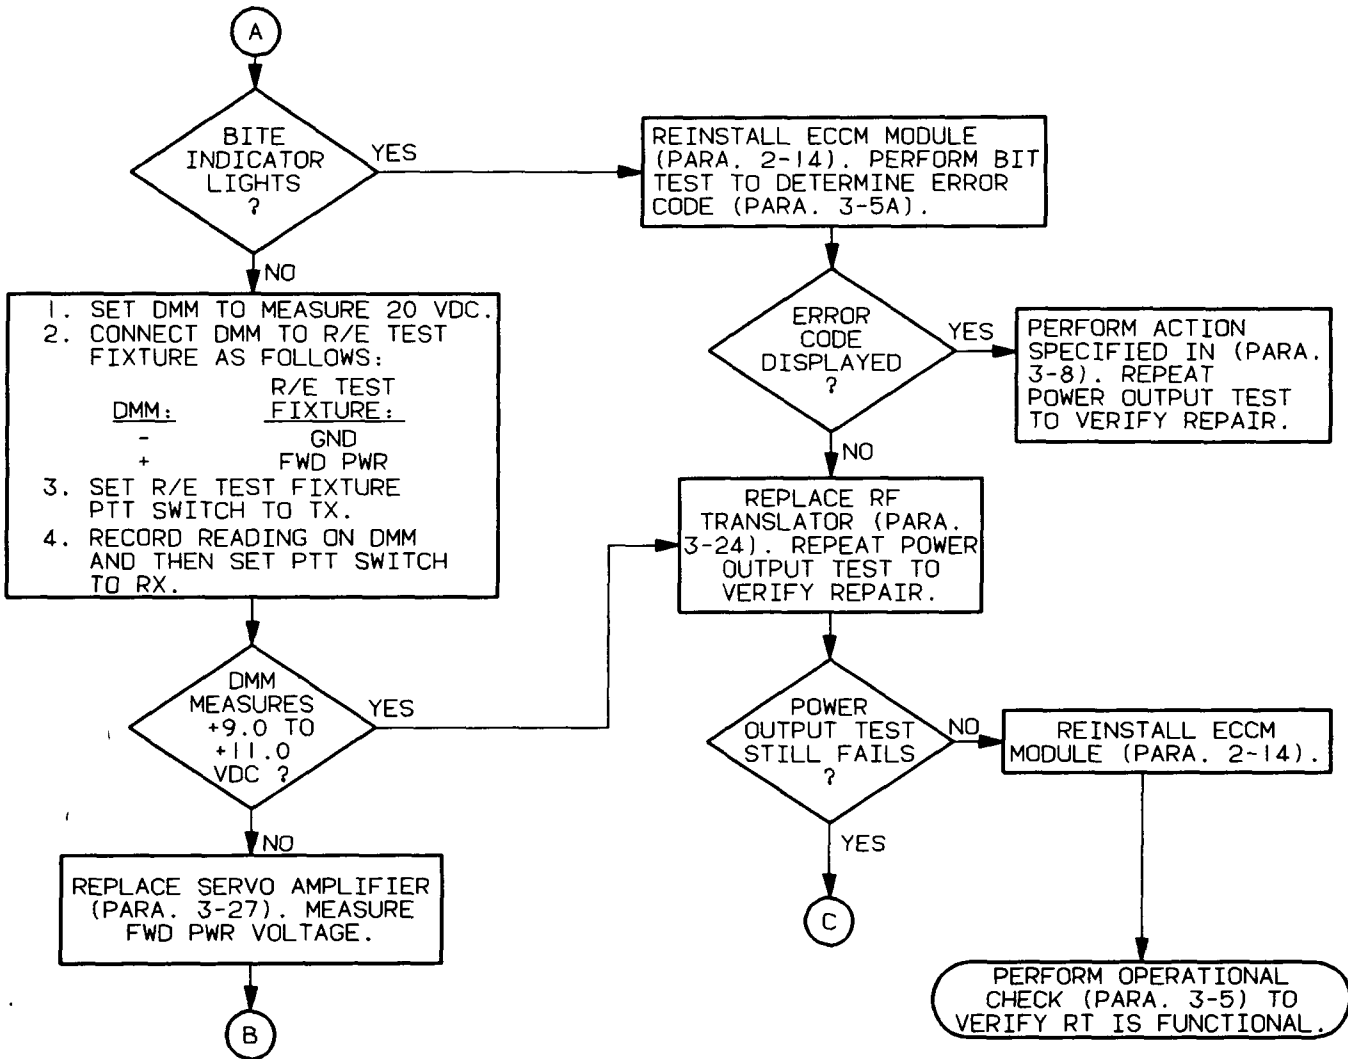 A
BITE
INDICATOR
LIGHTS
?
YES
NO
REINSTALL ECCM MODULE
(PARA. 2-14). PERFORM BIT
TEST TO DETERMINE ERROR
CODE (PARA. 3-5A).
1. SET DMM TO MEASURE 20 VDC.
2. CONNECT DMM TO R/E TEST
FIXTURE AS FOLLOWS:
R/E TEST
DMM: FIXTURE:
- GND
+ FWD PWR
3. SET R/E TEST FIXTURE
PTT SWITCH TO TX.
4. RECORD READING ON DMM
AND THEN SET PTT SWITCH
TO RX.
ERROR
CODE
DISPLAYED
?
YES
NO
PERFORM ACTION
SPECIFIED IN (PARA.
3-8). REPEAT
POWER OUTPUT TEST
TO VERIFY REPAIR.
REPLACE RF
TRANSLATOR (PARA.
3-24). REPEAT POWER
OUTPUT TEST TO
VERIFY REPAIR.
DMM
MEASURES
+9.0 TO
+11.0
VDC ?
YES
NO
POWER
OUTPUT TEST
STILL FAILS
?
NO
YES
REINSTALL ECCM
MODULE (PARA. 2-14).
REPLACE SERVO AMPLIFIER
(PARA. 3-27). MEASURE
FWD PWR VOLTAGE.
C
B
PERFORM OPERATIONAL
CHECK (PARA. 3-5) TO
VERIFY RT IS FUNCTIONAL.